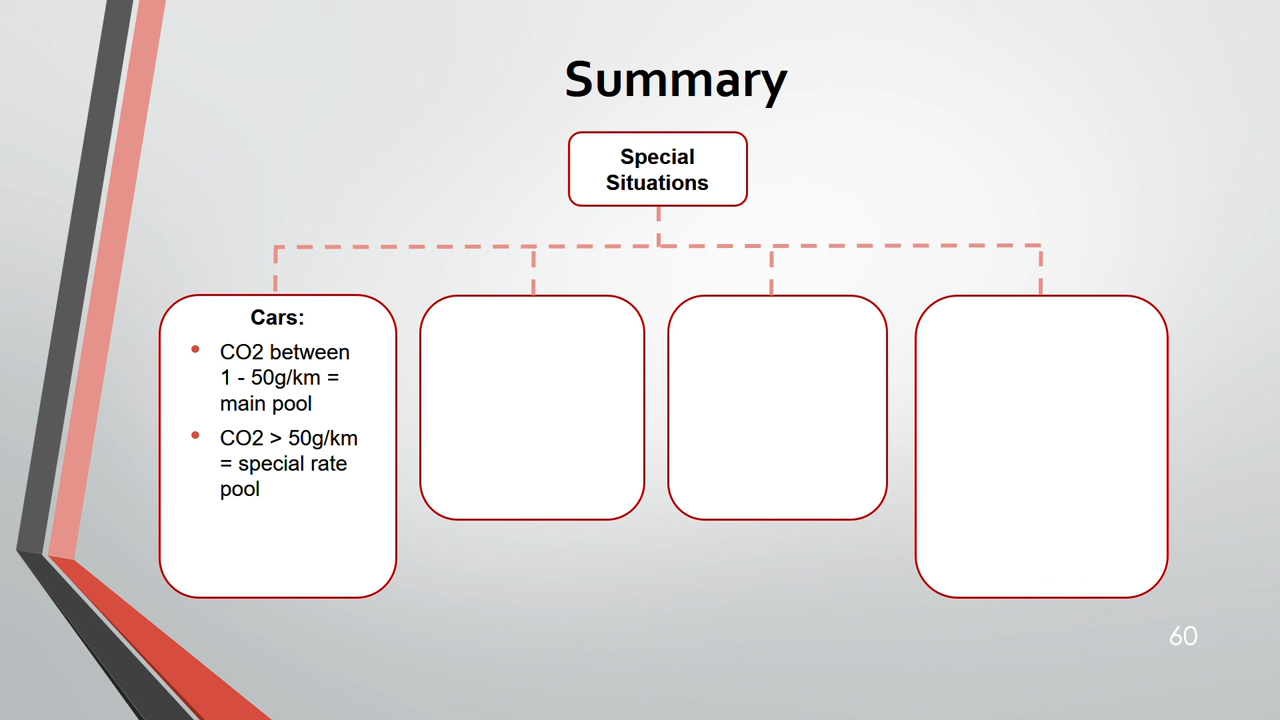 Summary
Special
Situations
Cars:
• CO2 between
1 - 50g/km =
main pool
• CO2 > 50g/km
= special rate
pool
60